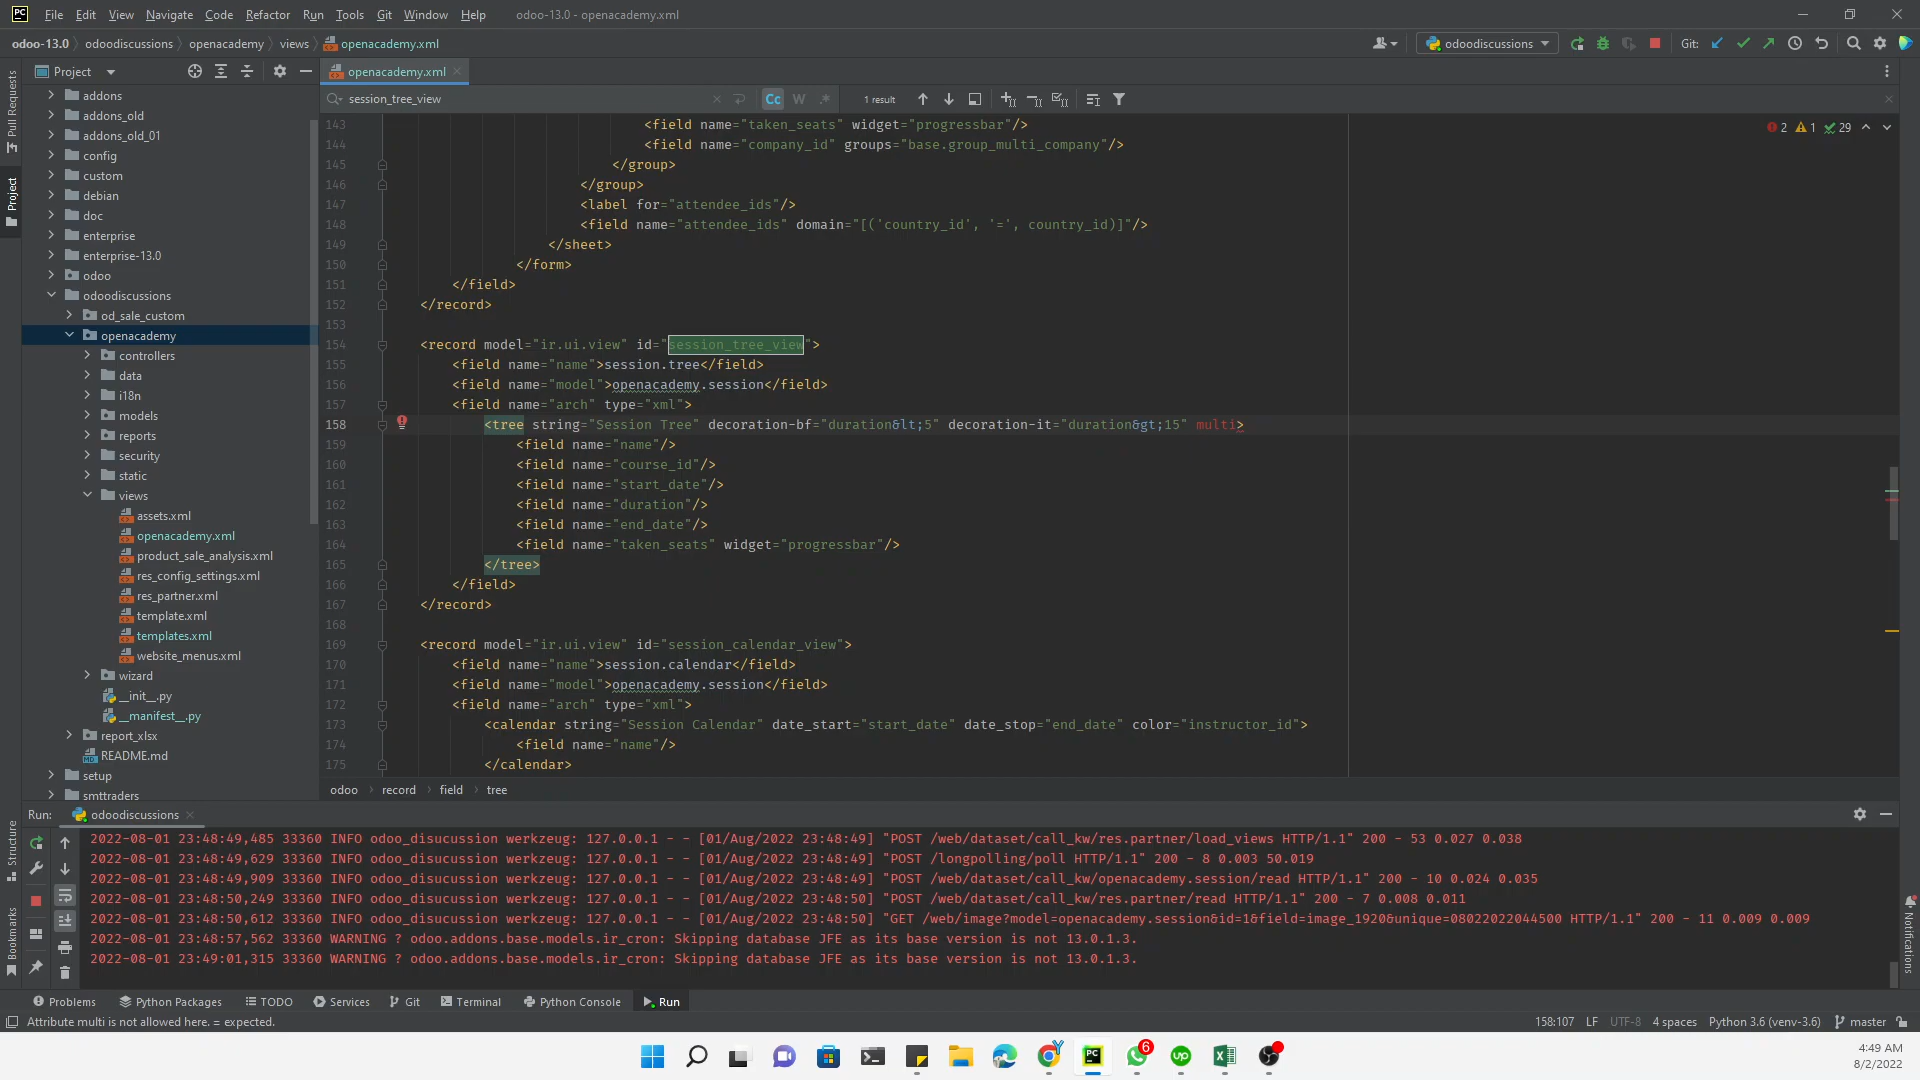 File Edit View Navigate Code Refactor Run Tools Git Window Help odoo-13.0 - openacademy.xml
odoo-13.0 odoodiscussions openacademy views openacademy.xml
odoodiscussions
Git:
Project
openacademy.xml
session_tree_view
Cc W .*
1 result
2 1 29
Pull Requests
Project
Structure
Bookmarks
Notifications
addons
addons_old
addons_old_01
config
custom
debian
doc
enterprise
enterprise-13.0
odoo
odoodiscussions
od_sale_custom
openacademy
controllers
data
i18n
models
reports
security
static
views
assets.xml
openacademy.xml
product_sale_analysis.xml
res_config_settings.xml
res_partner.xml
template.xml
templates.xml
website_menus.xml
wizard
__init__.py
__manifest__.py
report_xlsx
README.md
setup
smttraders
143 <field name="taken_seats" widget="progressbar"/>
144 <field name="company_id" groups="base.group_multi_company"/>
145 </group>
146 </group>
147 <label for="attendee_ids"/>
148 <field name="attendee_ids" domain="[('country_id', '=', country_id)]"/>
149 </sheet>
150 </form>
151 </field>
152 </record>
153
154 <record model="ir.ui.view" id="session_tree_view">
155 <field name="name">session.tree</field>
156 <field name="model">openacademy.session</field>
157 <field name="arch" type="xml">
158 <tree string="Session Tree" decoration-bf="duration&lt;5" decoration-it="duration&gt;15" multi>
159 <field name="name"/>
160 <field name="course_id"/>
161 <field name="start_date"/>
162 <field name="duration"/>
163 <field name="end_date"/>
164 <field name="taken_seats" widget="progressbar"/>
165 </tree>
166 </field>
167 </record>
168
169 <record model="ir.ui.view" id="session_calendar_view">
170 <field name="name">session.calendar</field>
171 <field name="model">openacademy.session</field>
172 <field name="arch" type="xml">
173 <calendar string="Session Calendar" date_start="start_date" date_stop="end_date" color="instructor_id">
174 <field name="name"/>
175 </calendar>
odoo record field tree
Run: odoodiscussions
2022-08-01 23:48:49,485 33360 INFO odoo_disucussion werkzeug: 127.0.0.1 - - [01/Aug/2022 23:48:49] "POST /web/dataset/call_kw/res.partner/load_views HTTP/1.1" 200 - 53 0.027 0.038
2022-08-01 23:48:49,629 33360 INFO odoo_disucussion werkzeug: 127.0.0.1 - - [01/Aug/2022 23:48:49] "POST /longpolling/poll HTTP/1.1" 200 - 8 0.003 50.019
2022-08-01 23:48:49,909 33360 INFO odoo_disucussion werkzeug: 127.0.0.1 - - [01/Aug/2022 23:48:49] "POST /web/dataset/call_kw/openacademy.session/read HTTP/1.1" 200 - 10 0.024 0.035
2022-08-01 23:48:50,249 33360 INFO odoo_disucussion werkzeug: 127.0.0.1 - - [01/Aug/2022 23:48:50] "POST /web/dataset/call_kw/res.partner/read HTTP/1.1" 200 - 7 0.008 0.011
2022-08-01 23:48:50,612 33360 INFO odoo_disucussion werkzeug: 127.0.0.1 - - [01/Aug/2022 23:48:50] "GET /web/image?model=openacademy.session&id=1&field=image_1920&unique=08022022044500 HTTP/1.1" 200 - 11 0.009 0.009
2022-08-01 23:48:57,562 33360 WARNING ? odoo.addons.base.models.ir_cron: Skipping database JFE as its base version is not 13.0.1.3.
2022-08-01 23:49:01,315 33360 WARNING ? odoo.addons.base.models.ir_cron: Skipping database JFE as its base version is not 13.0.1.3.
Problems Python Packages TODO Services Git Terminal Python Console Run
Attribute multi is not allowed here. = expected.
158:107 LF UTF-8 4 spaces Python 3.6 (venv-3.6) master
6
4:49 AM
8/2/2022